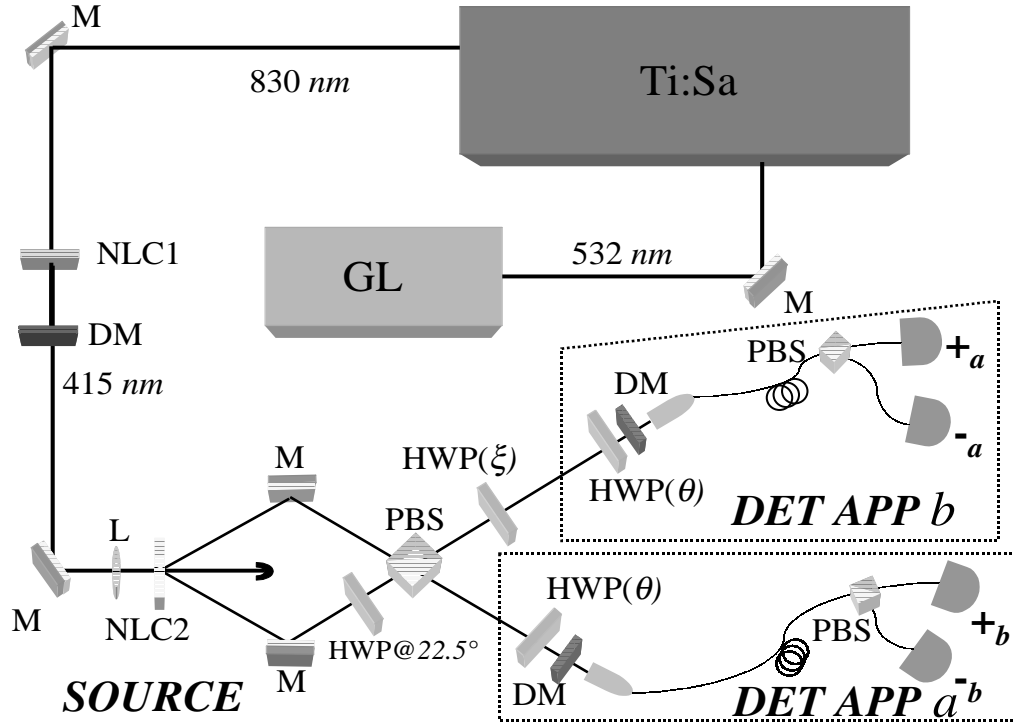 M
Ti:Sa
830 nm
NLC1
532 nm
GL
M
DM
PBS
+a
415 nm
DM
-a
M
HWP(ξ)
HWP(θ)
PBS
DET APP b
L
HWP(θ)
M
NLC2
PBS
+b
HWP@22.5°
M
DM
-b
SOURCE
DET APP a